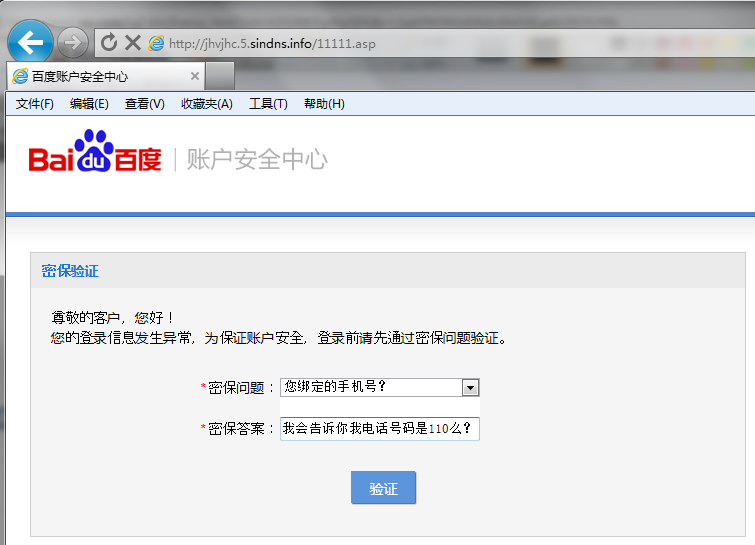 http://jhvjhc.5.sindns.info/11111.asp
百度账户安全中心
文件(F) 编辑(E) 查看(V) 收藏夹(A) 工具(T) 帮助(H)
Bai du 百度 | 账户安全中心
密保验证
尊敬的客户，您好！
您的登录信息发生异常，为保证账户安全，登录前请先通过密保问题验证。
*密保问题： 您绑定的手机号？
*密保答案： 我会告诉你我电话号码是110么？
验证